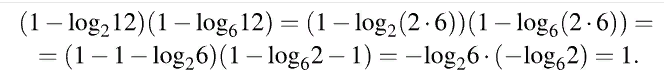 (1 − log₂12)(1 − log₆12) = (1 − log₂(2 · 6))(1 − log₆(2 · 6)) =
= (1 − 1 − log₂6)(1 − log₆2 − 1) = −log₂6 · (−log₆2) = 1.